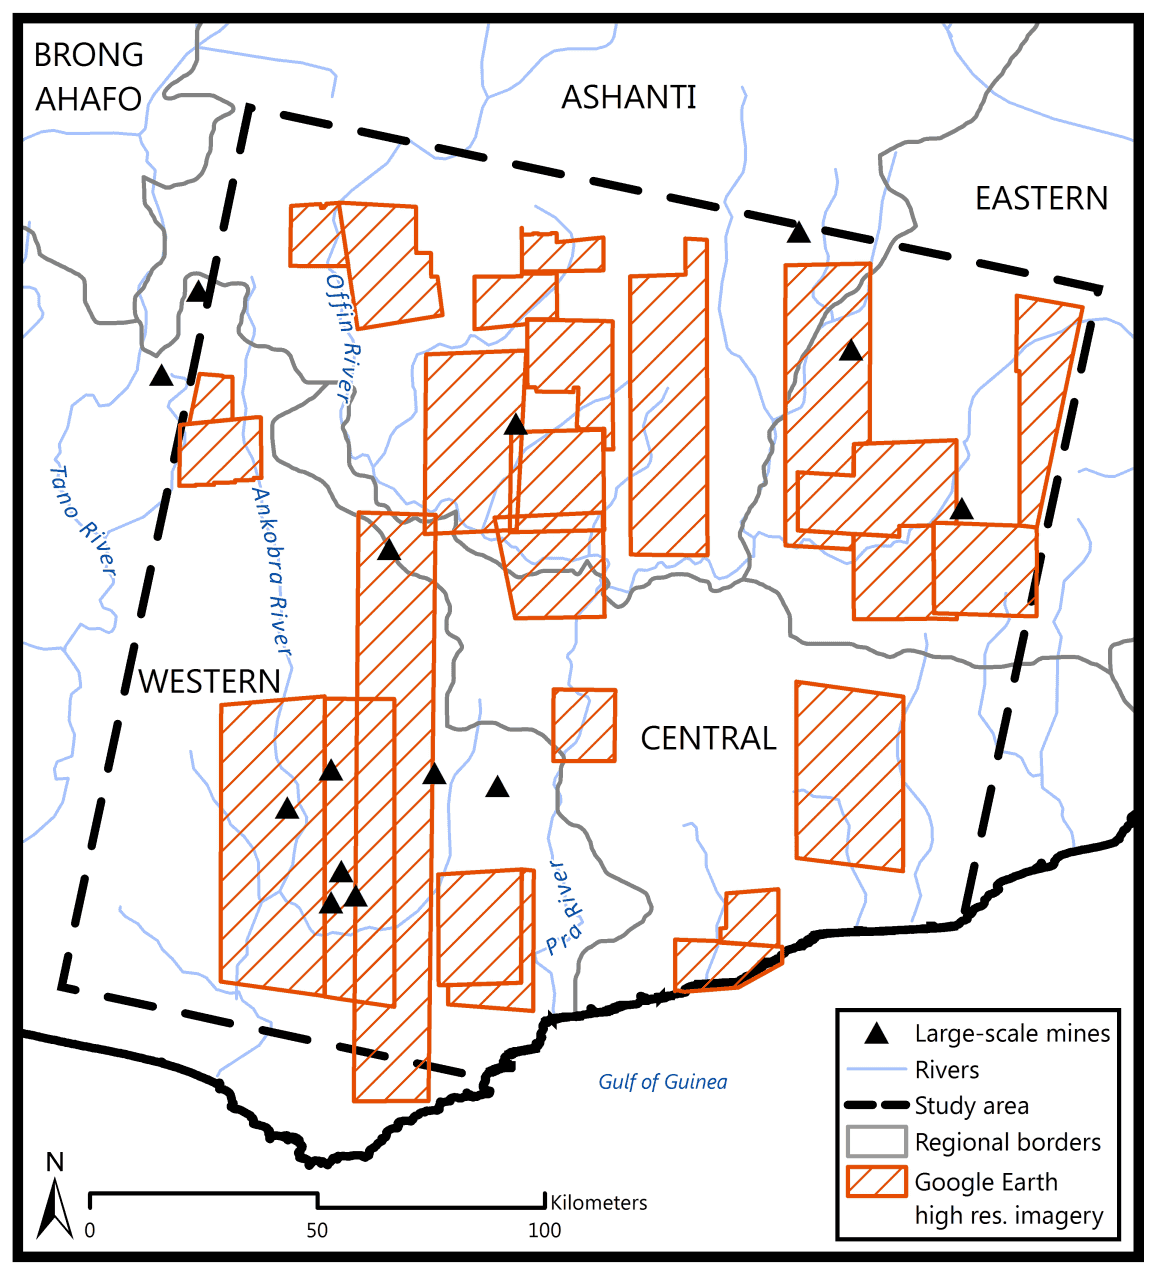 BRONG
AHAFO
ASHANTI
EASTERN
Offin River
Tano River
Ankobra River
WESTERN
CENTRAL
Pra River
Gulf of Guinea
Large-scale mines
Rivers
Study area
Regional borders
Google Earth
high res. imagery
N
Kilometers
0 50 100